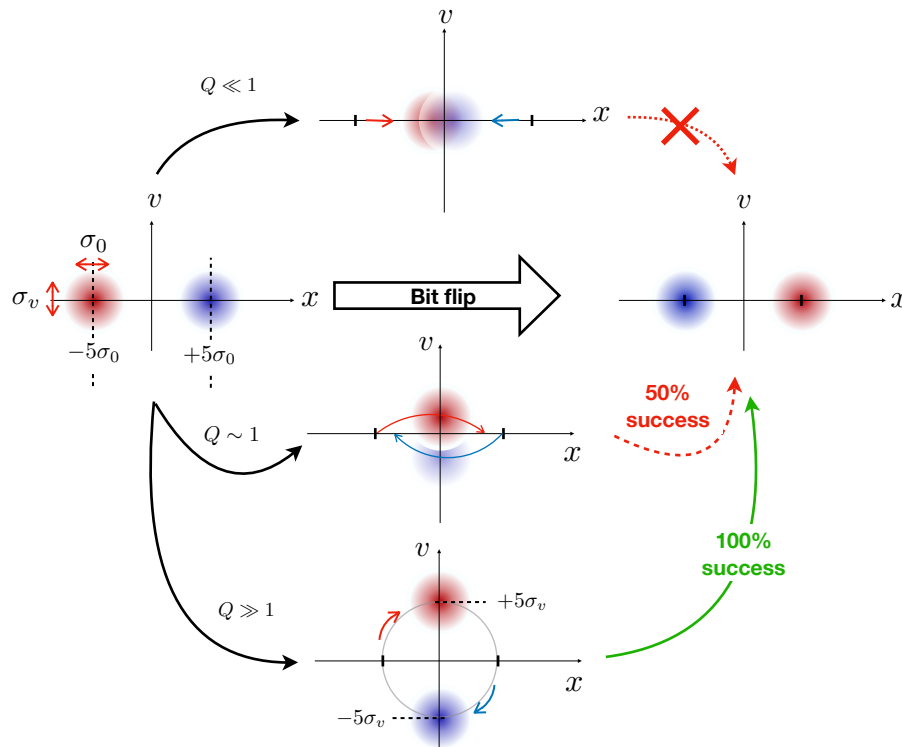 v
Q ≪ 1
x
v
σ₀
σᵥ
x
−5σ₀
+5σ₀
Bit flip
v
x
v
Q ∼ 1
x
50%
success
v
Q ≫ 1
+5σᵥ
x
−5σᵥ
100%
success